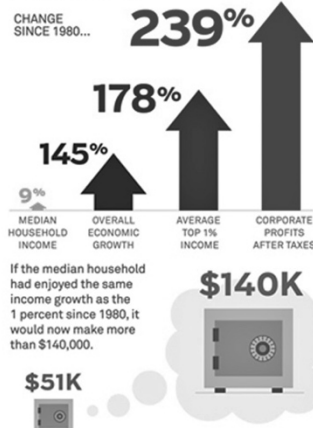 CHANGE
SINCE 1980...
239%
178%
145%
9%
MEDIAN
HOUSEHOLD
INCOME
OVERALL
ECONOMIC
GROWTH
AVERAGE
TOP 1%
INCOME
CORPORATE
PROFITS
AFTER TAXES
If the median household
had enjoyed the same
income growth as the
1 percent since 1980, it
would now make more
than $140,000.
$140K
$51K